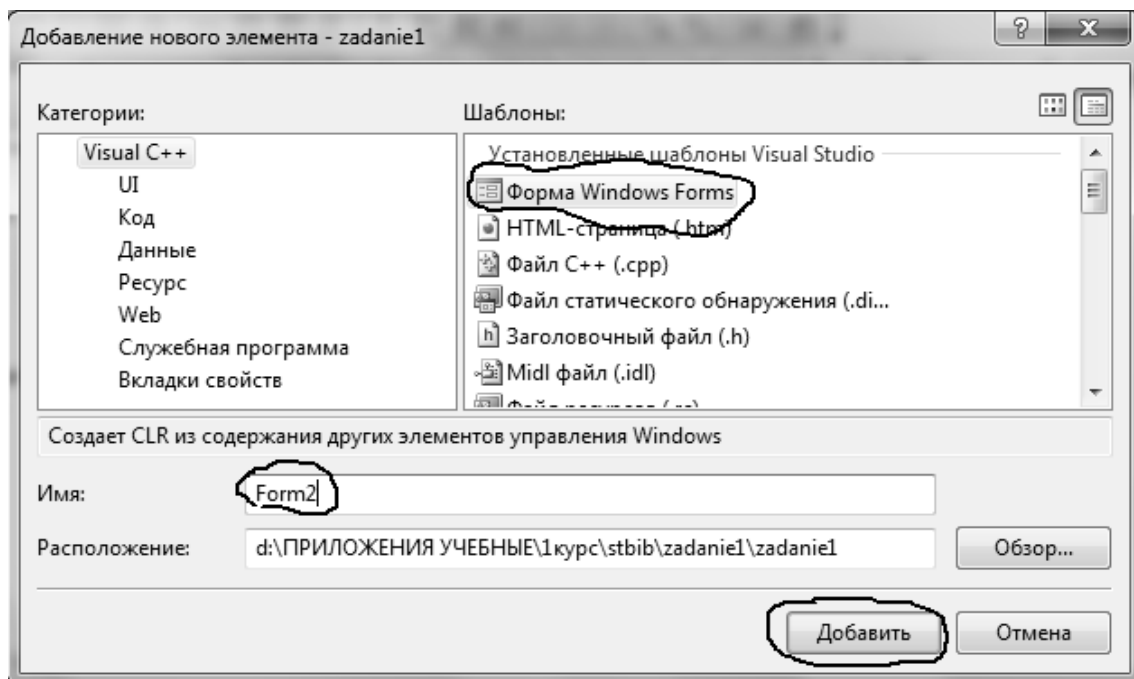 Добавление нового элемента - zadanie1
Категории:
Шаблоны:
Visual C++
UI
Код
Данные
Ресурс
Web
Служебная программа
Вкладки свойств
Установленные шаблоны Visual Studio
Форма Windows Forms
HTML-страница (.htm)
Файл C++ (.cpp)
Файл статического обнаружения (.di...
Заголовочный файл (.h)
Midl файл (.idl)
Файл ресурсов (.rc)
Создает CLR из содержания других элементов управления Windows
Имя:
Form2
Расположение:
d:\ПРИЛОЖЕНИЯ УЧЕБНЫЕ\1курс\stbib\zadanie1\zadanie1
Обзор...
Добавить
Отмена